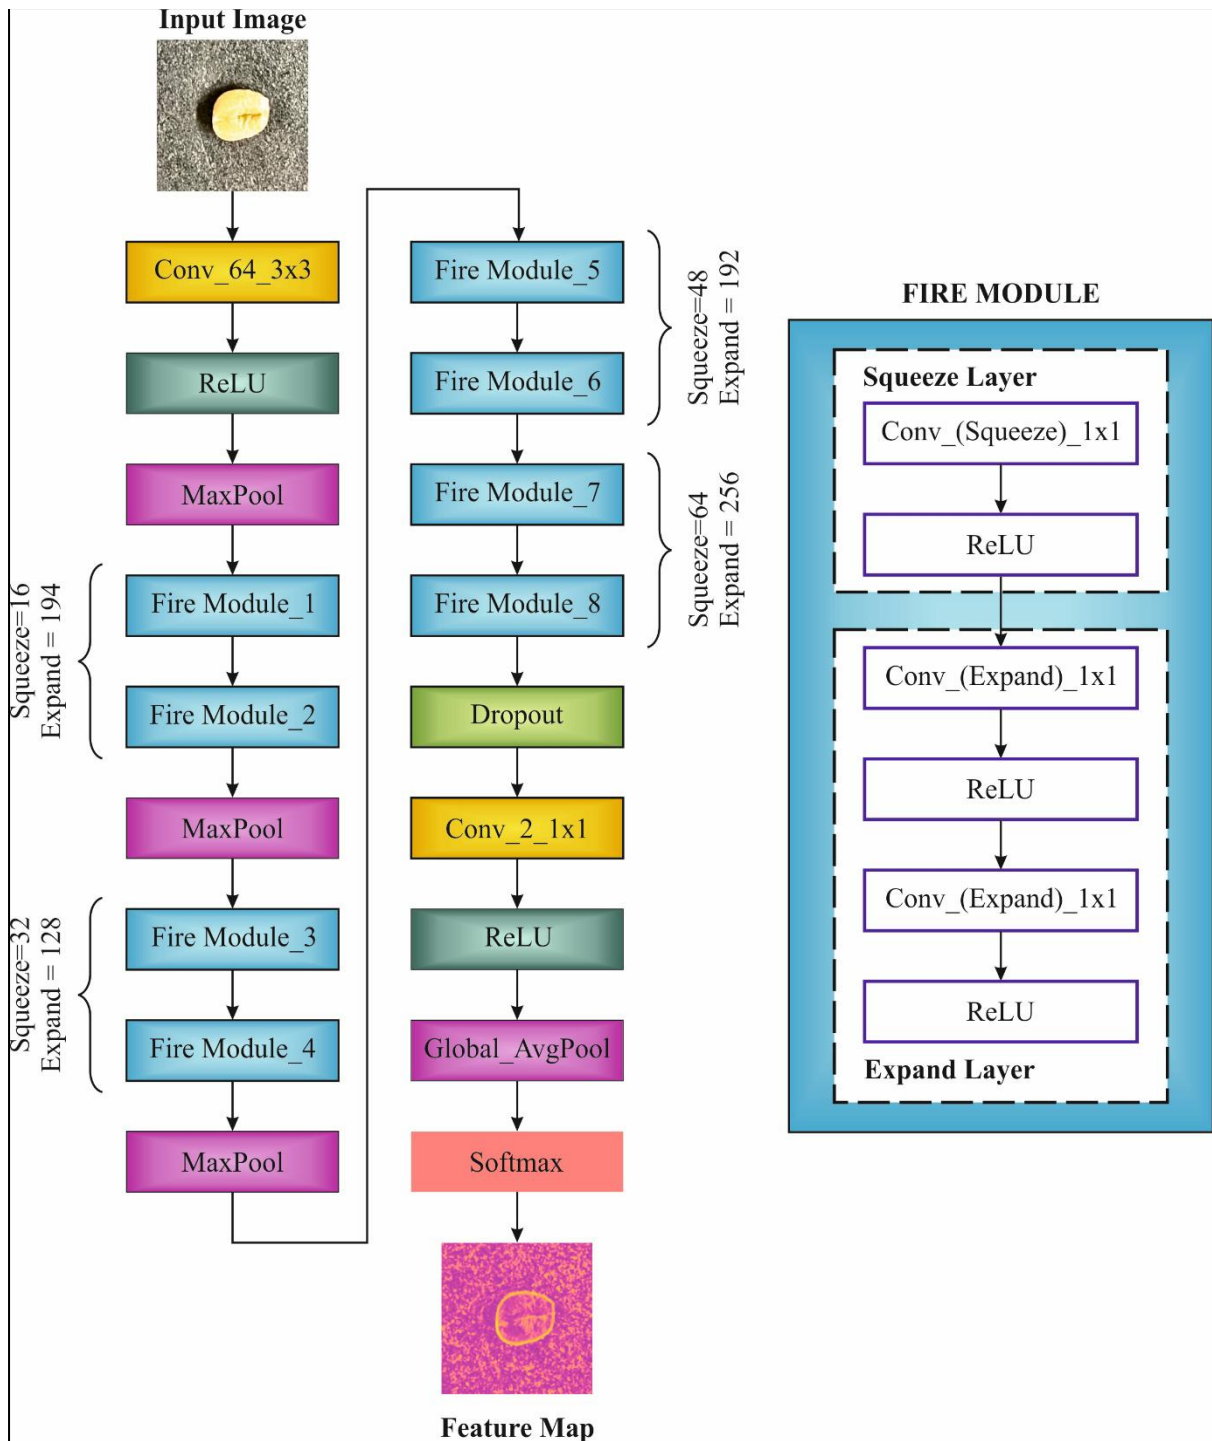 Input Image
Conv_64_3x3
ReLU
MaxPool
Squeeze=16
Expand = 194
Fire Module_1
Fire Module_2
MaxPool
Squeeze=32
Expand = 128
Fire Module_3
Fire Module_4
MaxPool
Fire Module_5
Fire Module_6
Squeeze=48
Expand = 192
Fire Module_7
Fire Module_8
Squeeze=64
Expand = 256
Dropout
Conv_2_1x1
ReLU
Global_AvgPool
Softmax
Feature Map
FIRE MODULE
Squeeze Layer
Conv_(Squeeze)_1x1
ReLU
Conv_(Expand)_1x1
ReLU
Conv_(Expand)_1x1
ReLU
Expand Layer